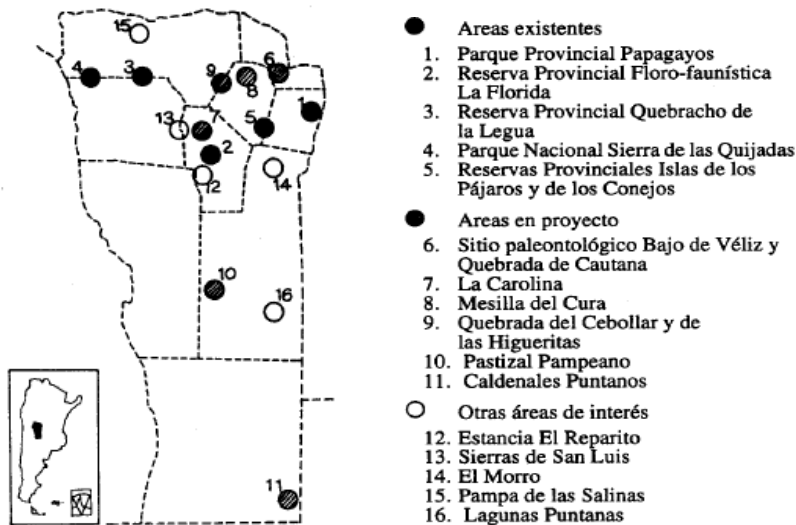 15
4
3
9
6
8
1
13
7
5
2
12
14
10
16
11
Areas existentes
1. Parque Provincial Papagayos
2. Reserva Provincial Floro-faunística
La Florida
3. Reserva Provincial Quebracho de
la Legua
4. Parque Nacional Sierra de las Quijadas
5. Reservas Provinciales Islas de los
Pájaros y de los Conejos
Areas en proyecto
6. Sitio paleontológico Bajo de Véliz y
Quebrada de Cautana
7. La Carolina
8. Mesilla del Cura
9. Quebrada del Cebollar y de
las Higueritas
10. Pastizal Pampeano
11. Caldenales Puntanos
Otras áreas de interés
12. Estancia El Reparito
13. Sierras de San Luis
14. El Morro
15. Pampa de las Salinas
16. Lagunas Puntanas